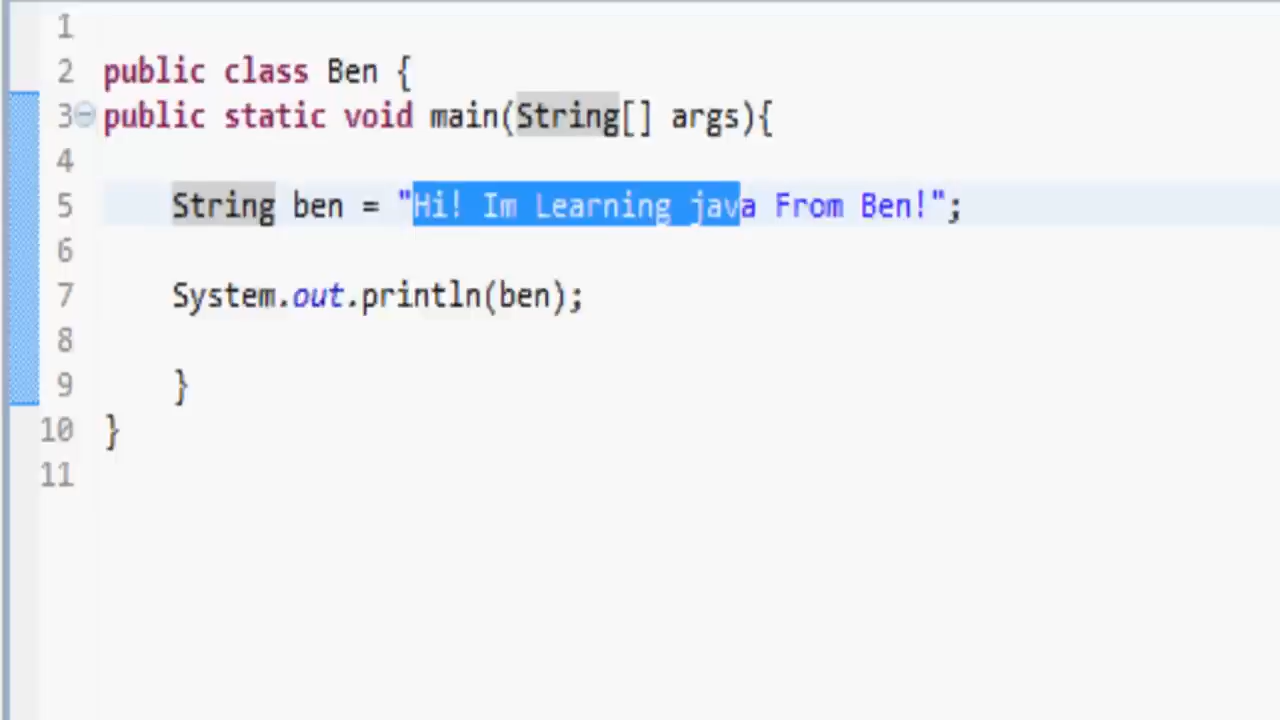 1
2 public class Ben {
3 public static void main(String[] args){
4
5 String ben = "Hi! Im Learning java From Ben!";
6
7 System.out.println(ben);
8
9 }
10 }
11